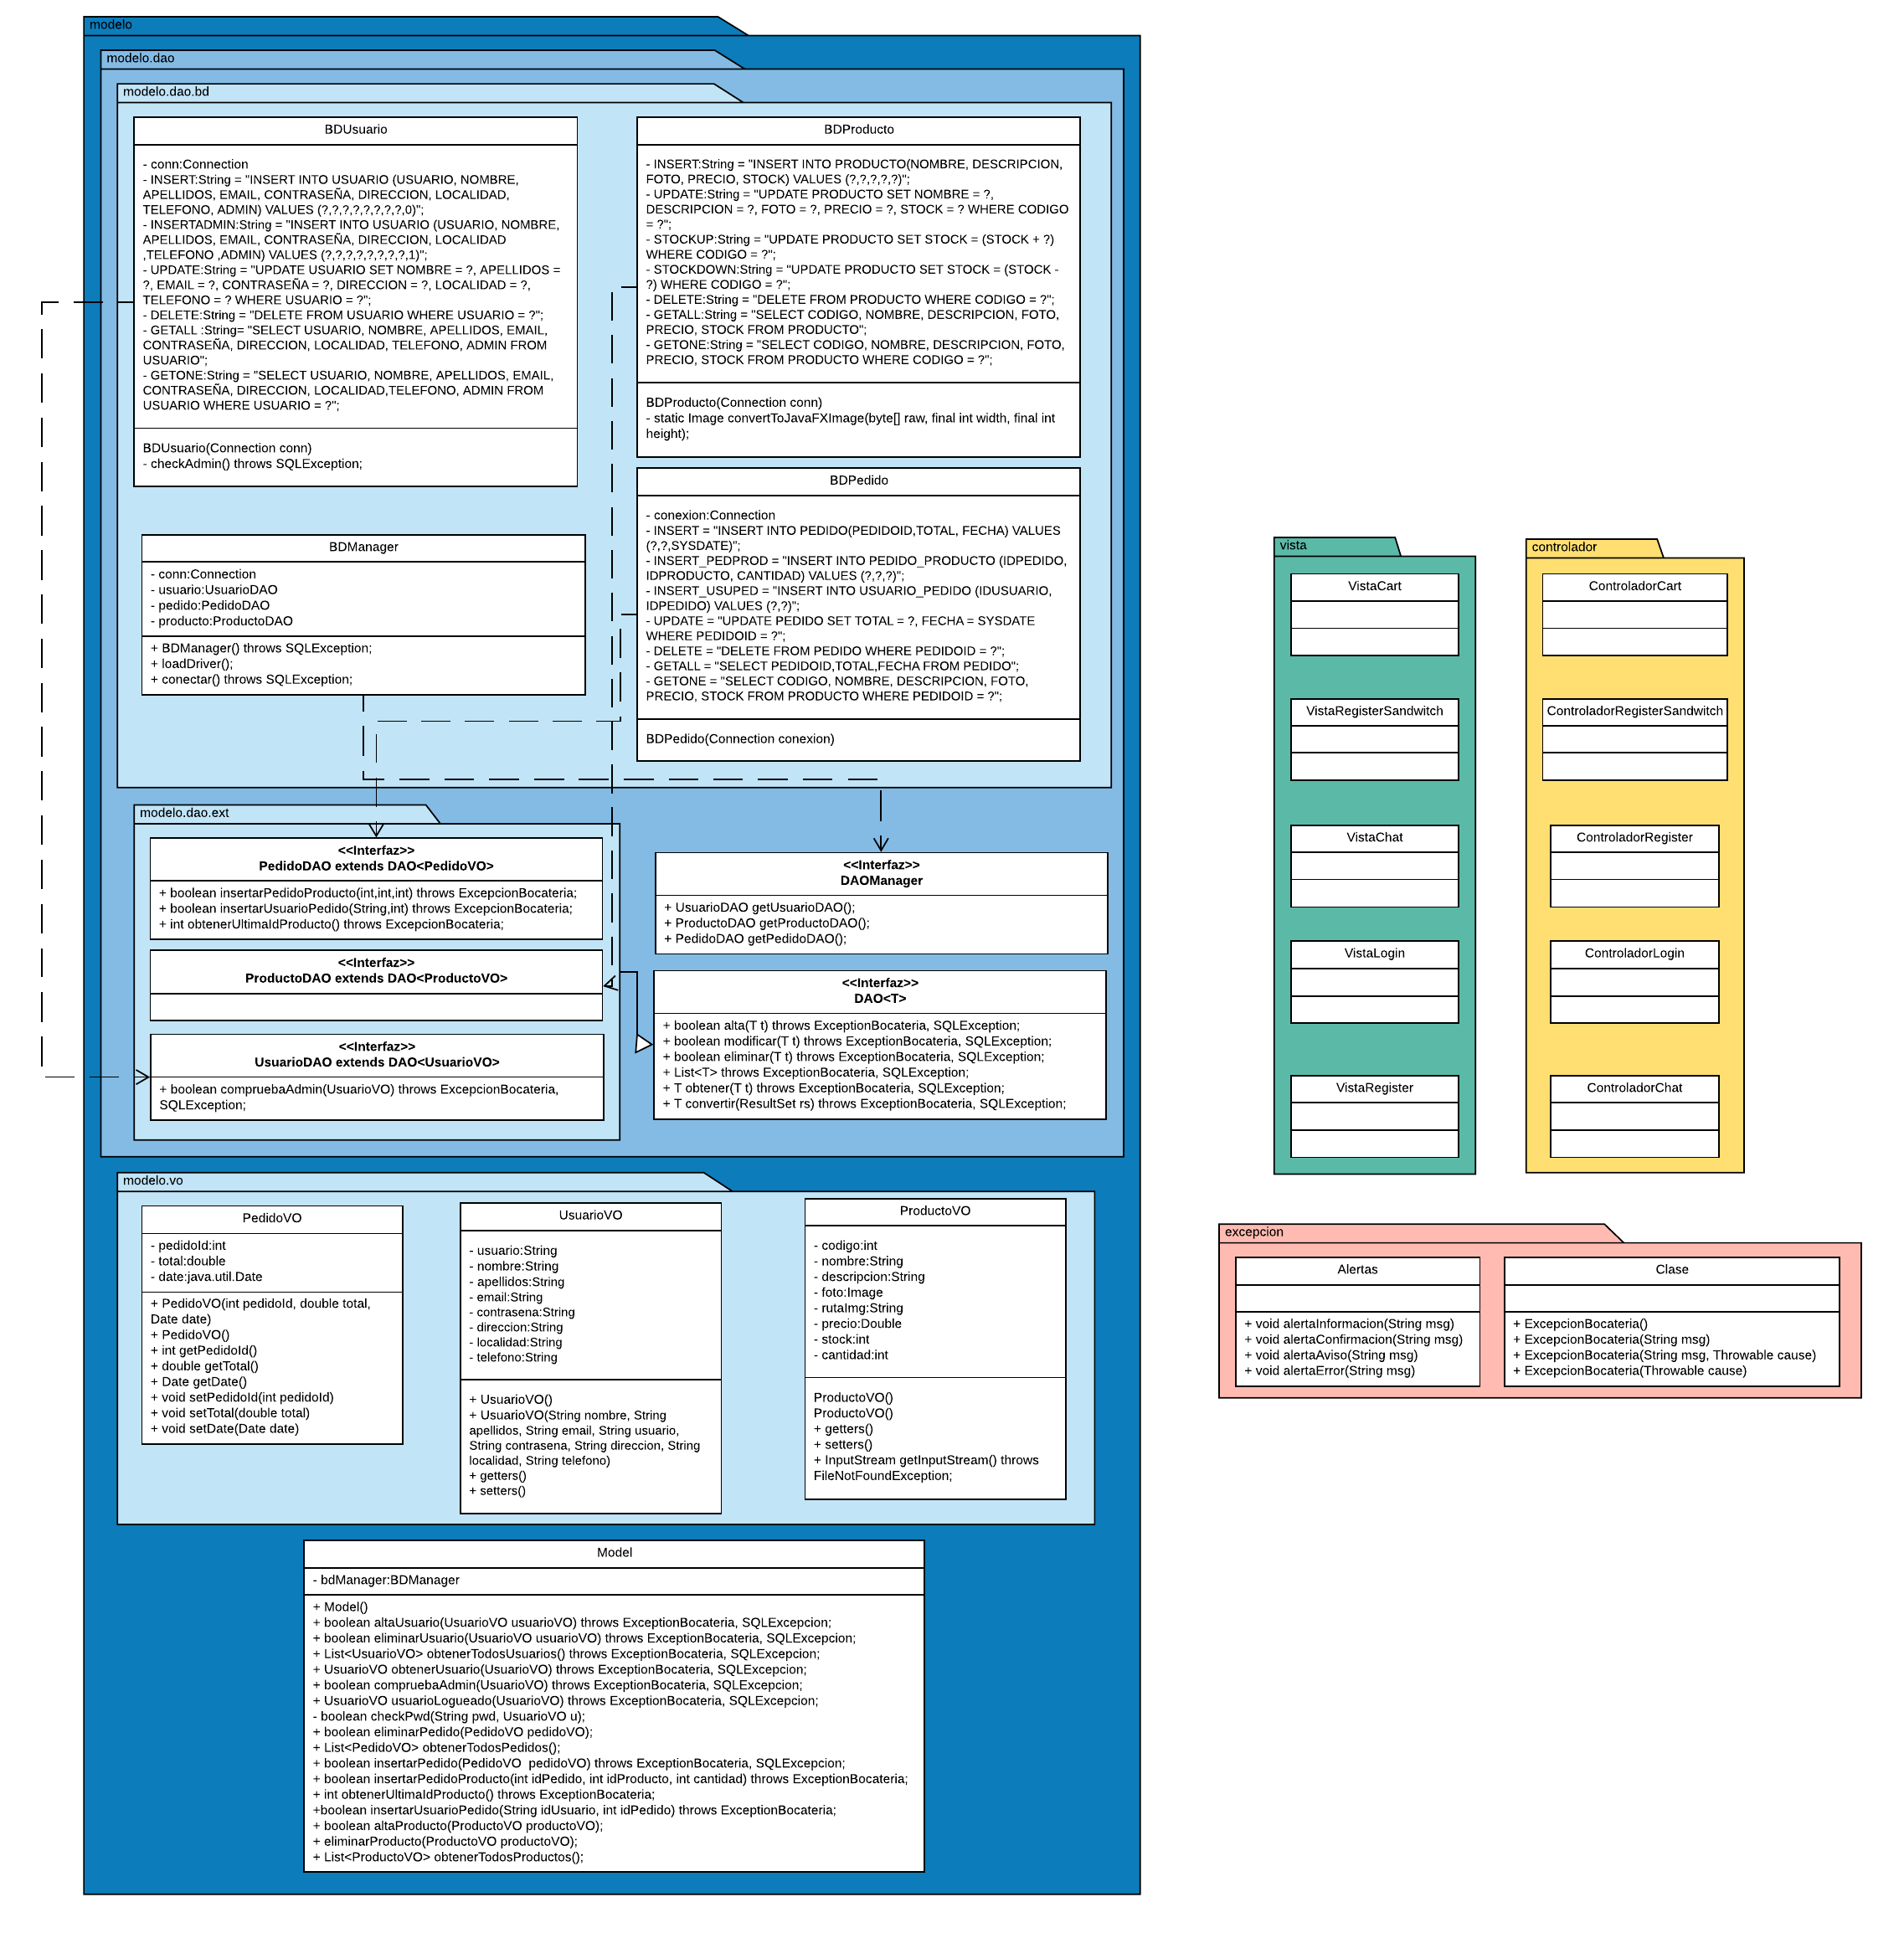 modelo
modelo.dao
modelo.dao.bd
BDUsuario
- conn:Connection
- INSERT:String = "INSERT INTO USUARIO (USUARIO, NOMBRE,
APELLIDOS, EMAIL, CONTRASEÑA, DIRECCION, LOCALIDAD,
TELEFONO, ADMIN) VALUES (?,?,?,?,?,?,?,?,0)";
- INSERTADMIN:String = "INSERT INTO USUARIO (USUARIO, NOMBRE,
APELLIDOS, EMAIL, CONTRASEÑA, DIRECCION, LOCALIDAD
,TELEFONO ,ADMIN) VALUES (?,?,?,?,?,?,?,?,1)";
- UPDATE:String = "UPDATE USUARIO SET NOMBRE = ?, APELLIDOS =
?, EMAIL = ?, CONTRASEÑA = ?, DIRECCION = ?, LOCALIDAD = ?,
TELEFONO = ? WHERE USUARIO = ?";
- DELETE:String = "DELETE FROM USUARIO WHERE USUARIO = ?";
- GETALL :String= "SELECT USUARIO, NOMBRE, APELLIDOS, EMAIL,
CONTRASEÑA, DIRECCION, LOCALIDAD, TELEFONO, ADMIN FROM
USUARIO";
- GETONE:String = "SELECT USUARIO, NOMBRE, APELLIDOS, EMAIL,
CONTRASEÑA, DIRECCION, LOCALIDAD,TELEFONO, ADMIN FROM
USUARIO WHERE USUARIO = ?";
BDUsuario(Connection conn)
- checkAdmin() throws SQLException;
BDProducto
- INSERT:String = "INSERT INTO PRODUCTO(NOMBRE, DESCRIPCION,
FOTO, PRECIO, STOCK) VALUES (?,?,?,?,?)";
- UPDATE:String = "UPDATE PRODUCTO SET NOMBRE = ?,
DESCRIPCION = ?, FOTO = ?, PRECIO = ?, STOCK = ? WHERE CODIGO
= ?";
- STOCKUP:String = "UPDATE PRODUCTO SET STOCK = (STOCK + ?)
WHERE CODIGO = ?";
- STOCKDOWN:String = "UPDATE PRODUCTO SET STOCK = (STOCK -
?) WHERE CODIGO = ?";
- DELETE:String = "DELETE FROM PRODUCTO WHERE CODIGO = ?";
- GETALL:String = "SELECT CODIGO, NOMBRE, DESCRIPCION, FOTO,
PRECIO, STOCK FROM PRODUCTO";
- GETONE:String = "SELECT CODIGO, NOMBRE, DESCRIPCION, FOTO,
PRECIO, STOCK FROM PRODUCTO WHERE CODIGO = ?";
BDProducto(Connection conn)
- static Image convertToJavaFXImage(byte[] raw, final int width, final int
height);
BDManager
- conn:Connection
- usuario:UsuarioDAO
- pedido:PedidoDAO
- producto:ProductoDAO
+ BDManager() throws SQLException;
+ loadDriver();
+ conectar() throws SQLException;
BDPedido
- conexion:Connection
- INSERT = "INSERT INTO PEDIDO(PEDIDOID,TOTAL, FECHA) VALUES
(?,?,SYSDATE)";
- INSERT_PEDPROD = "INSERT INTO PEDIDO_PRODUCTO (IDPEDIDO,
IDPRODUCTO, CANTIDAD) VALUES (?,?,?)";
- INSERT_USUPED = "INSERT INTO USUARIO_PEDIDO (IDUSUARIO,
IDPEDIDO) VALUES (?,?)";
- UPDATE = "UPDATE PEDIDO SET TOTAL = ?, FECHA = SYSDATE
WHERE PEDIDOID = ?";
- DELETE = "DELETE FROM PEDIDO WHERE PEDIDOID = ?";
- GETALL = "SELECT PEDIDOID,TOTAL,FECHA FROM PEDIDO";
- GETONE = "SELECT CODIGO, NOMBRE, DESCRIPCION, FOTO,
PRECIO, STOCK FROM PRODUCTO WHERE PEDIDOID = ?";
BDPedido(Connection conexion)
modelo.dao.ext
<<Interfaz>>
PedidoDAO extends DAO<PedidoVO>
+ boolean insertarPedidoProducto(int,int,int) throws ExcepcionBocateria;
+ boolean insertarUsuarioPedido(String,int) throws ExcepcionBocateria;
+ int obtenerUltimaIdProducto() throws ExcepcionBocateria;
<<Interfaz>>
ProductoDAO extends DAO<ProductoVO>
<<Interfaz>>
UsuarioDAO extends DAO<UsuarioVO>
+ boolean compruebaAdmin(UsuarioVO) throws ExcepcionBocateria,
SQLException;
<<Interfaz>>
DAOManager
+ UsuarioDAO getUsuarioDAO();
+ ProductoDAO getProductoDAO();
+ PedidoDAO getPedidoDAO();
<<Interfaz>>
DAO<T>
+ boolean alta(T t) throws ExceptionBocateria, SQLException;
+ boolean modificar(T t) throws ExceptionBocateria, SQLException;
+ boolean eliminar(T t) throws ExceptionBocateria, SQLException;
+ List<T> throws ExceptionBocateria, SQLException;
+ T obtener(T t) throws ExceptionBocateria, SQLException;
+ T convertir(ResultSet rs) throws ExceptionBocateria, SQLException;
modelo.vo
PedidoVO
- pedidoId:int
- total:double
- date:java.util.Date
+ PedidoVO(int pedidoId, double total,
Date date)
+ PedidoVO()
+ int getPedidoId()
+ double getTotal()
+ Date getDate()
+ void setPedidoId(int pedidoId)
+ void setTotal(double total)
+ void setDate(Date date)
UsuarioVO
- usuario:String
- nombre:String
- apellidos:String
- email:String
- contrasena:String
- direccion:String
- localidad:String
- telefono:String
+ UsuarioVO()
+ UsuarioVO(String nombre, String
apellidos, String email, String usuario,
String contrasena, String direccion, String
localidad, String telefono)
+ getters()
+ setters()
ProductoVO
- codigo:int
- nombre:String
- descripcion:String
- foto:Image
- rutaImg:String
- precio:Double
- stock:int
- cantidad:int
ProductoVO()
ProductoVO()
+ getters()
+ setters()
+ InputStream getInputStream() throws
FileNotFoundException;
Model
- bdManager:BDManager
+ Model()
+ boolean altaUsuario(UsuarioVO usuarioVO) throws ExceptionBocateria, SQLExcepcion;
+ boolean eliminarUsuario(UsuarioVO usuarioVO) throws ExceptionBocateria, SQLExcepcion;
+ List<UsuarioVO> obtenerTodosUsuarios() throws ExceptionBocateria, SQLExcepcion;
+ UsuarioVO obtenerUsuario(UsuarioVO) throws ExceptionBocateria, SQLExcepcion;
+ boolean compruebaAdmin(UsuarioVO) throws ExceptionBocateria, SQLExcepcion;
+ UsuarioVO usuarioLogueado(UsuarioVO) throws ExceptionBocateria, SQLExcepcion;
- boolean checkPwd(String pwd, UsuarioVO u);
+ boolean eliminarPedido(PedidoVO pedidoVO);
+ List<PedidoVO> obtenerTodosPedidos();
+ boolean insertarPedido(PedidoVO  pedidoVO) throws ExceptionBocateria, SQLExcepcion;
+ boolean insertarPedidoProducto(int idPedido, int idProducto, int cantidad) throws ExceptionBocateria;
+ int obtenerUltimaIdProducto() throws ExceptionBocateria;
+boolean insertarUsuarioPedido(String idUsuario, int idPedido) throws ExceptionBocateria;
+ boolean altaProducto(ProductoVO productoVO);
+ eliminarProducto(ProductoVO productoVO);
+ List<ProductoVO> obtenerTodosProductos();
vista
VistaCart
VistaRegisterSandwitch
VistaChat
VistaLogin
VistaRegister
controlador
ControladorCart
ControladorRegisterSandwitch
ControladorRegister
ControladorLogin
ControladorChat
excepcion
Alertas
+ void alertaInformacion(String msg)
+ void alertaConfirmacion(String msg)
+ void alertaAviso(String msg)
+ void alertaError(String msg)
Clase
+ ExcepcionBocateria()
+ ExcepcionBocateria(String msg)
+ ExcepcionBocateria(String msg, Throwable cause)
+ ExcepcionBocateria(Throwable cause)